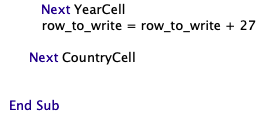 Next YearCell
row_to_write = row_to_write + 27
Next CountryCell
End Sub